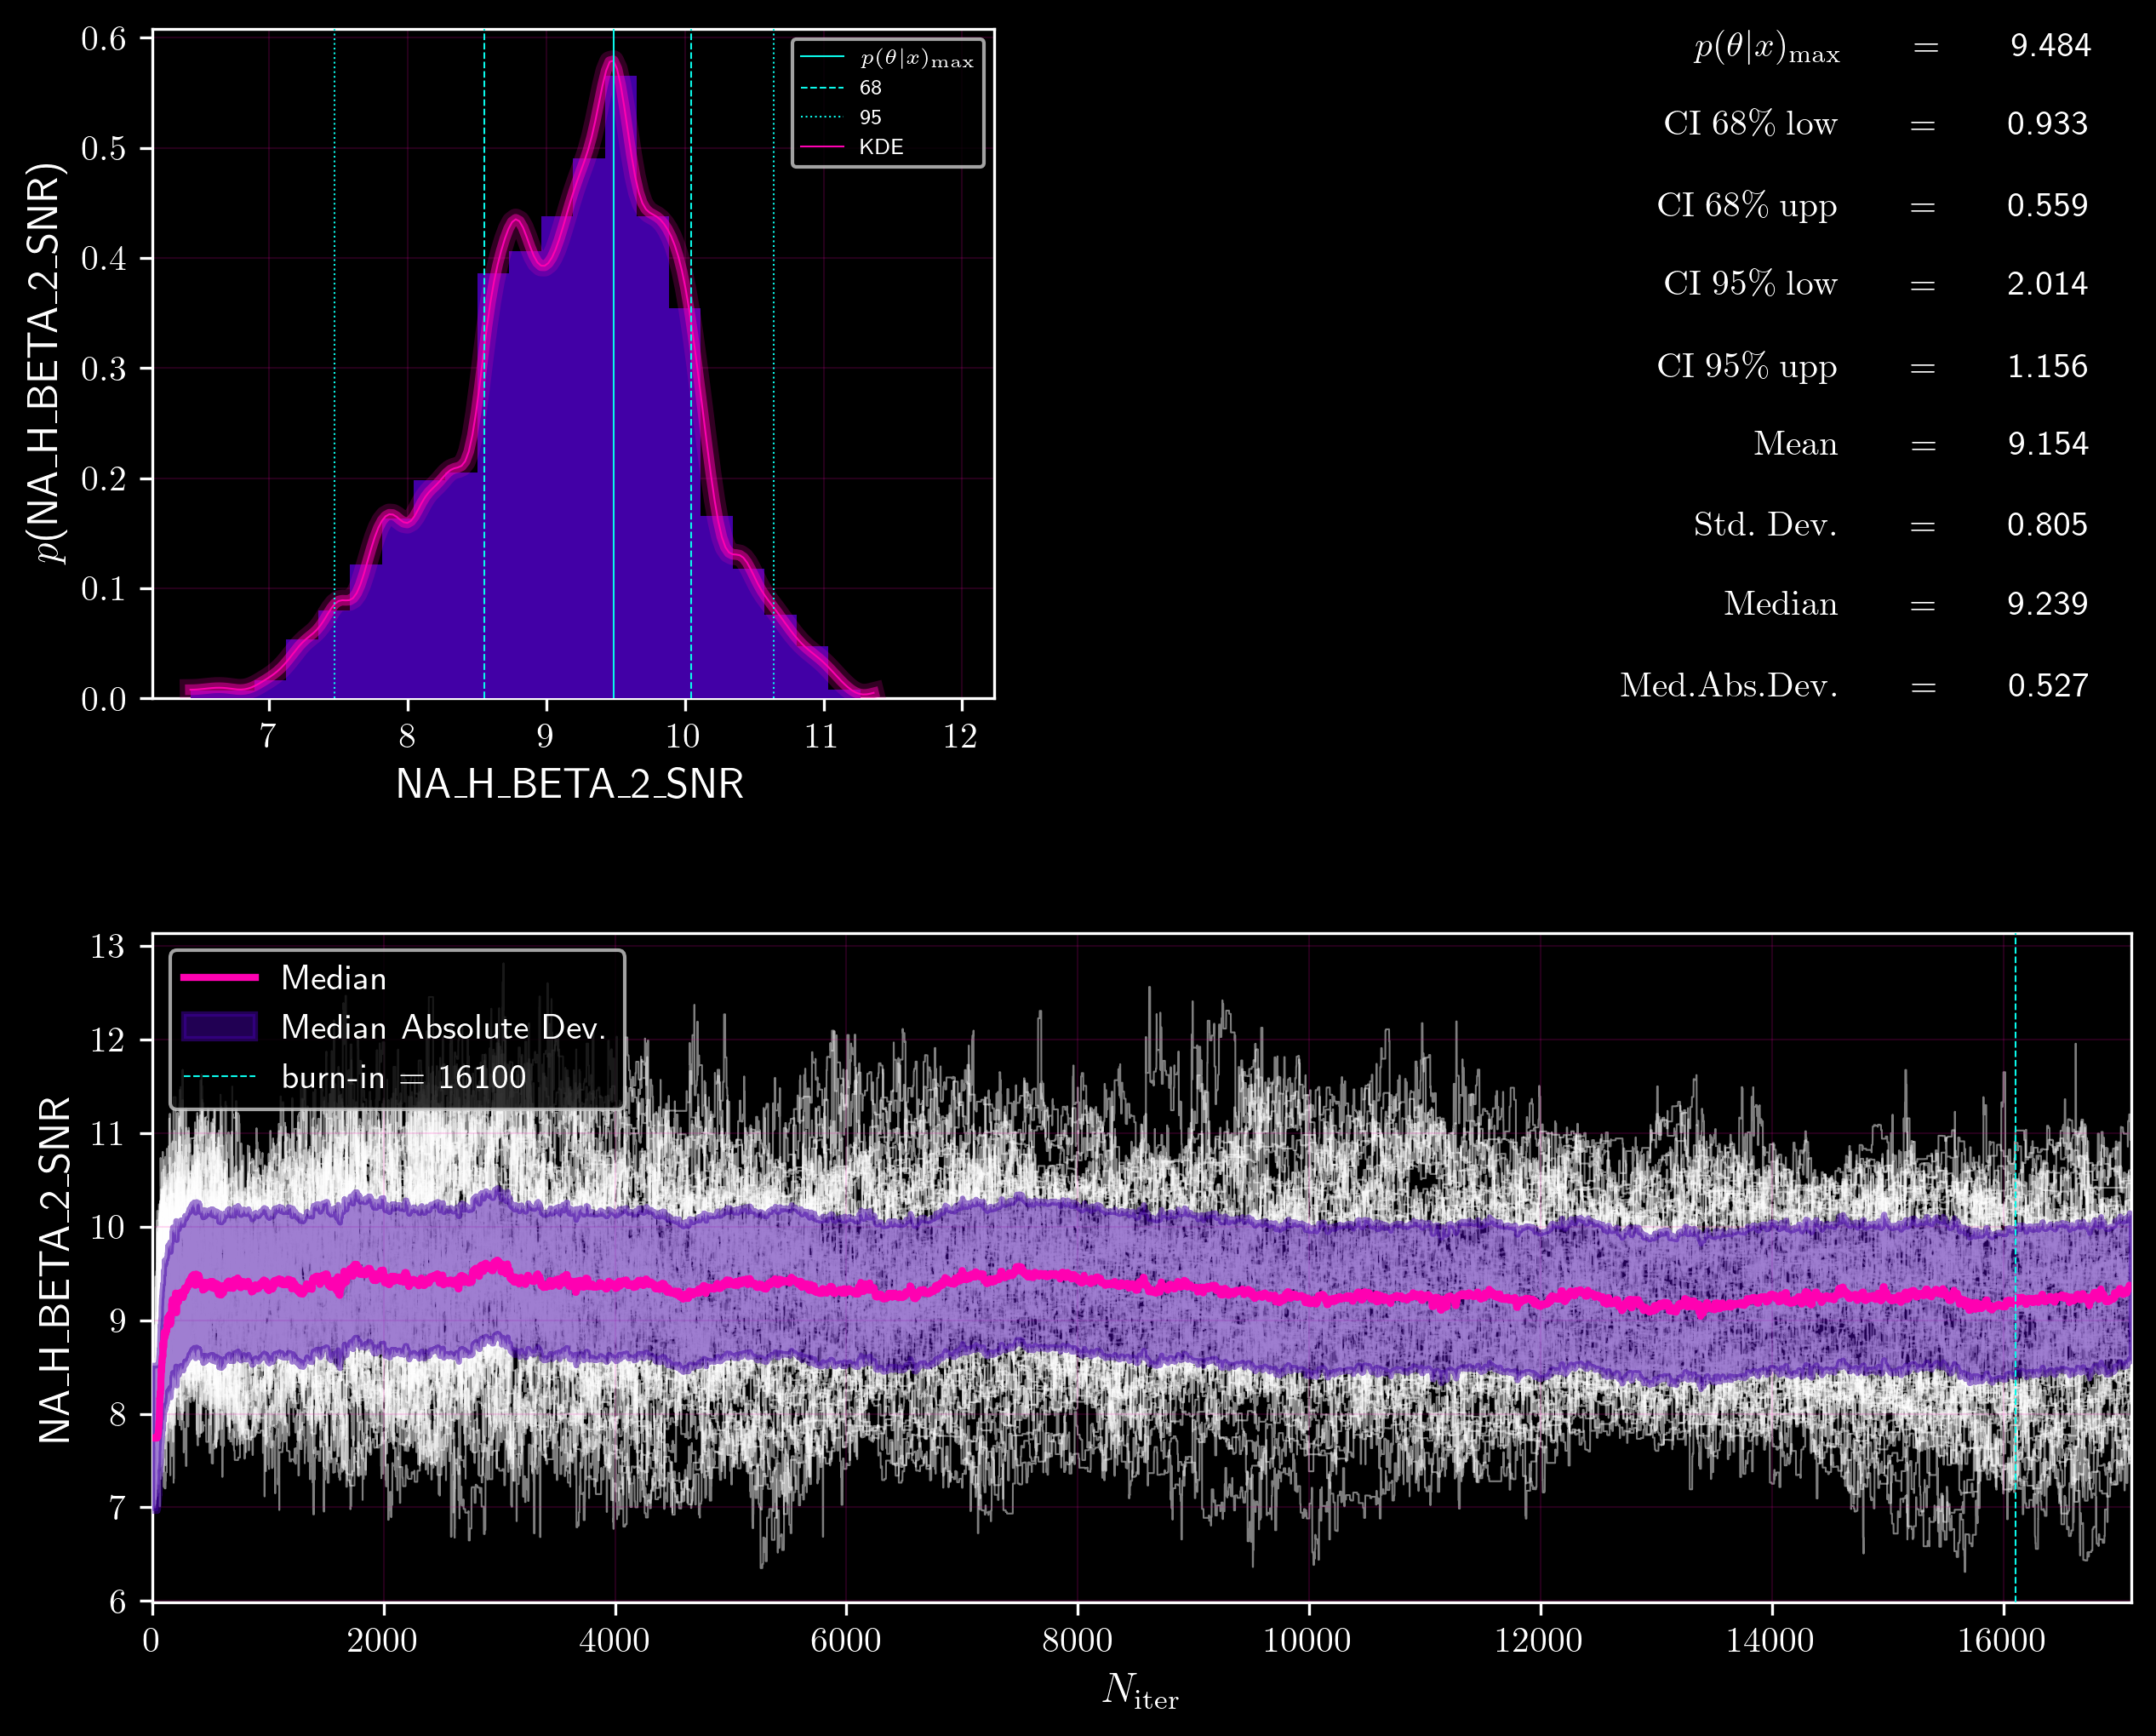 0.6
0.5
0.4
0.3
0.2
0.1
0.0
p(NA_H_BETA_2_SNR)
7 8 9 10 11 12
NA_H_BETA_2_SNR
p(θ|x)max
68
95
KDE
p(θ|x)max = 9.484
CI 68% low = 0.933
CI 68% upp = 0.559
CI 95% low = 2.014
CI 95% upp = 1.156
Mean = 9.154
Std. Dev. = 0.805
Median = 9.239
Med.Abs.Dev. = 0.527
13
12
11
10
9
8
7
6
NA_H_BETA_2_SNR
Median
Median Absolute Dev.
burn-in = 16100
0 2000 4000 6000 8000 10000 12000 14000 16000
Niter